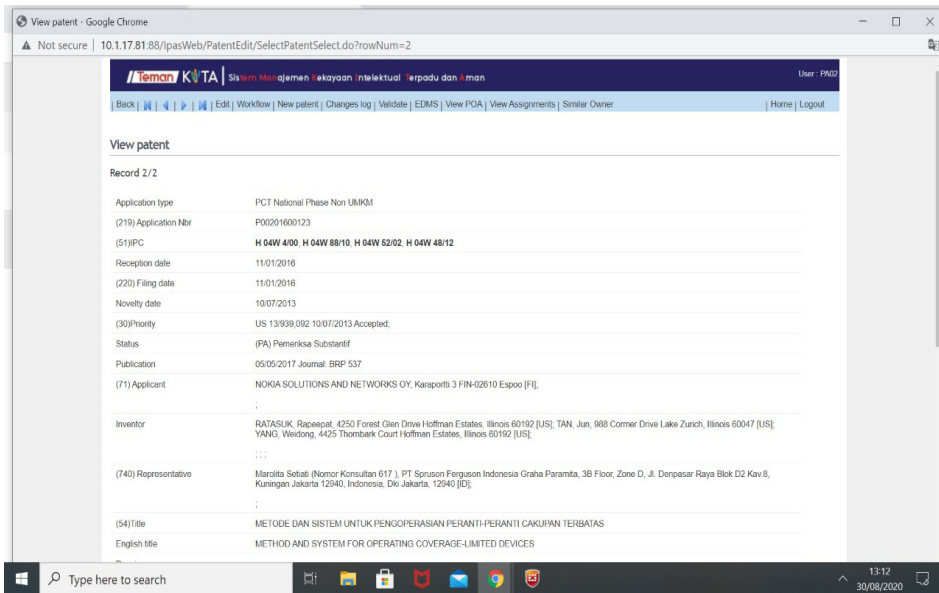 View patent - Google Chrome
Not secure | 10.1.17.81:88/IpasWeb/PatentEdit/SelectPatentSelect.do?rowNum=2
Teman KITA | Sistem Manajemen Kekayaan Intelektual Terpadu dan Aman
User : PA02
| Back | | | | | Edit | Workflow | New patent | Changes log | Validate | EDMS | View POA | View Assignments | Similar Owner
| Home | Logout
View patent
Record 2/2
Application type PCT National Phase Non UMKM
(219) Application Nbr P00201600123
(51)IPC H 04W 4/00, H 04W 88/10, H 04W 52/02, H 04W 48/12
Reception date 11/01/2016
(220) Filing date 11/01/2016
Novelty date 10/07/2013
(30)Priority US 13/939,092 10/07/2013 Accepted;
Status (PA) Pemeriksa Substantif
Publication 05/05/2017 Journal: BRP 537
(71) Applicant NOKIA SOLUTIONS AND NETWORKS OY, Karaportti 3 FIN-02610 Espoo [FI];
;
Inventor RATASUK, Rapeepat, 4250 Forest Glen Drive Hoffman Estates, Illinois 60192 [US]; TAN, Jun, 988 Cormer Drive Lake Zurich, Illinois 60047 [US];
YANG, Weidong, 4425 Thornbark Court Hoffman Estates, Illinois 60192 [US];
; ; ;
(740) Representative Marolita Setiati (Nomor Konsultan 617 ), PT Spruson Ferguson Indonesia Graha Paramita, 3B Floor, Zone D, Jl. Denpasar Raya Blok D2 Kav.8,
Kuningan Jakarta 12940, Indonesia, Dki Jakarta, 12940 [ID];
;
(54)Title METODE DAN SISTEM UNTUK PENGOPERASIAN PERANTI-PERANTI CAKUPAN TERBATAS
English title METHOD AND SYSTEM FOR OPERATING COVERAGE-LIMITED DEVICES
Type here to search
13:12
30/08/2020